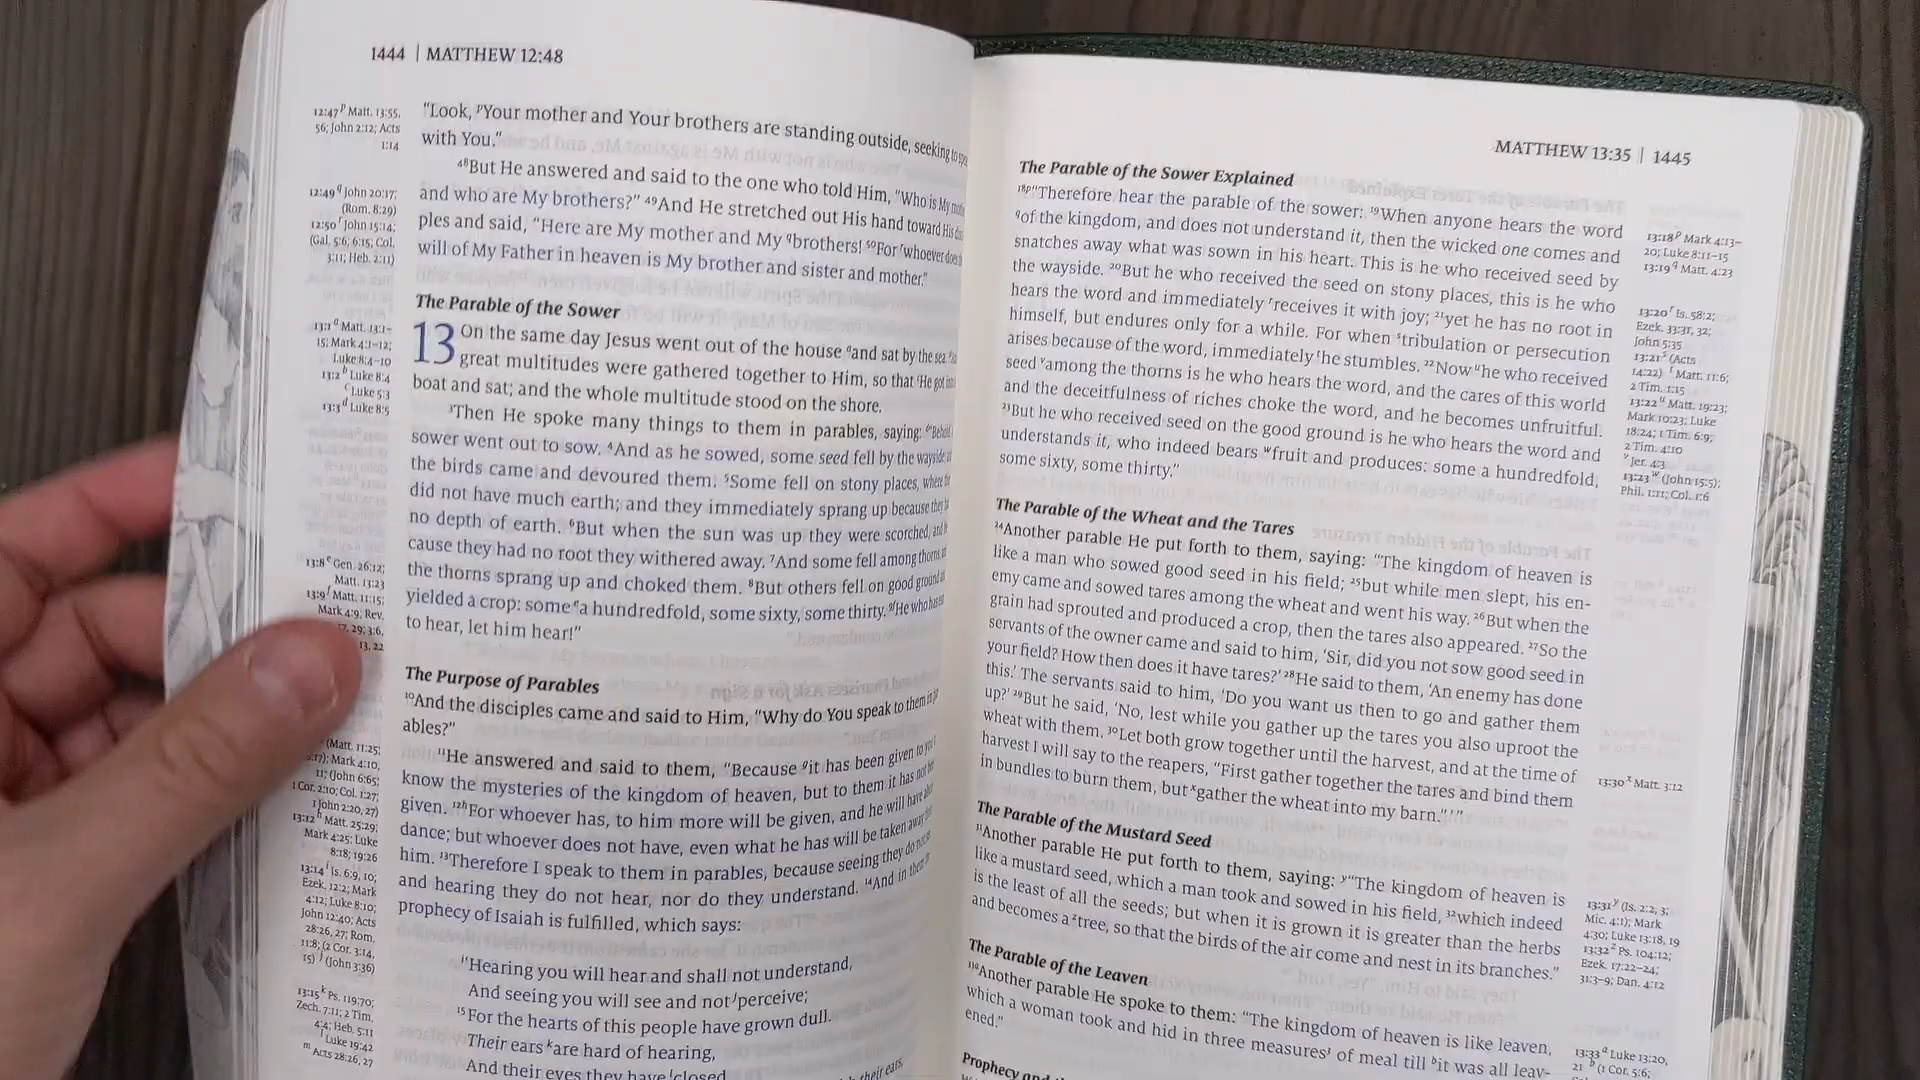 1444 | MATTHEW 12:48
12:47 p Matt. 13:55,
56; John 2:12; Acts
1:14
12:49 q John 20:17;
(Rom. 8:29)
12:50 r John 15:14;
(Gal. 5:6; 6:15; Col.
3:11; Heb. 2:11)
13:1 a Matt. 13:1–
15; Mark 4:1–12;
Luke 8:4–10
13:2 b Luke 8:4
c Luke 5:3
13:3 d Luke 8:5
13:8 e Gen. 26:12;
Matt. 13:23
13:9 f Matt. 11:15;
Mark 4:9; Rev.
29; 3:6,
13, 22
(Matt. 11:25;
Mark 4:10,
11; (John 6:65;
1 Cor. 2:10; Col. 1:27;
1 John 2:20, 27)
13:12 h Matt. 25:29;
Mark 4:25; Luke
8:18; 19:26
13:14 i Is. 6:9, 10;
Ezek. 12:2; Mark
4:12; Luke 8:10;
John 12:40; Acts
28:26, 27; Rom.
11:8; (2 Cor. 3:14,
15) j (John 3:36)
13:15 k Ps. 119:70;
Zech. 7:11; 2 Tim.
4:4; Heb. 5:11
l Luke 19:42
m Acts 28:26, 27
“Look, pYour mother and Your brothers are standing outside, seeking to
with You.”
48But He answered and said to the one who told Him, “Who is My
and who are My brothers?” 49And He stretched out His hand toward His
ples and said, “Here are My mother and My qbrothers! 50For rwhoever does
will of My Father in heaven is My brother and sister and mother.”
The Parable of the Sower
13 On the same day Jesus went out of the house aand sat by the sea.
great multitudes were gathered together to Him, so that cHe got
boat and sat; and the whole multitude stood on the shore.
3Then He spoke many things to them in parables, saying:
sower went out to sow. 4And as he sowed, some seed fell by the wayside
the birds came and devoured them. 5Some fell on stony places, where
did not have much earth; and they immediately sprang up because they
no depth of earth. 6But when the sun was up they were scorched,
cause they had no root they withered away. 7And some fell among thorns,
the thorns sprang up and choked them. 8But others fell on good ground
yielded a crop: some ea hundredfold, some sixty, some thirty. 9fHe who
to hear, let him hear!”
The Purpose of Parables
10And the disciples came and said to Him, “Why do You speak to them in
ables?”
11He answered and said to them, “Because git has been given to
know the mysteries of the kingdom of heaven, but to them it has
given. 12hFor whoever has, to him more will be given, and he will have
dance; but whoever does not have, even what he has will be taken away
him. 13Therefore I speak to them in parables, because seeing they do
and hearing they do not hear, nor do they understand. 14And in
prophecy of Isaiah is fulfilled, which says:
i‘Hearing you will hear and shall not understand,
And seeing you will see and not jperceive;
15For the hearts of this people have grown dull.
Their ears kare hard of hearing,
And their eyes they have lclosed,
their ears,
MATTHEW 13:35 | 1445
The Parable of the Sower Explained
18p“Therefore hear the parable of the sower: 19When anyone hears the word
qof the kingdom, and does not understand it, then the wicked one comes and
snatches away what was sown in his heart. This is he who received seed by
the wayside. 20But he who received the seed on stony places, this is he who
hears the word and immediately rreceives it with joy; 21yet he has no root in
himself, but endures only for a while. For when stribulation or persecution
arises because of the word, immediately the stumbles. 22Now uhe who received
seed vamong the thorns is he who hears the word, and the cares of this world
and the deceitfulness of riches choke the word, and he becomes unfruitful.
23But he who received seed on the good ground is he who hears the word and
understands it, who indeed bears wfruit and produces: some a hundredfold,
some sixty, some thirty.”
The Parable of the Wheat and the Tares
24Another parable He put forth to them, saying: “The kingdom of heaven is
like a man who sowed good seed in his field; 25but while men slept, his en-
emy came and sowed tares among the wheat and went his way. 26But when the
grain had sprouted and produced a crop, then the tares also appeared. 27So the
servants of the owner came and said to him, ‘Sir, did you not sow good seed in
your field? How then does it have tares?’ 28He said to them, ‘An enemy has done
this.’ The servants said to him, ‘Do you want us then to go and gather them
up?’ 29But he said, ‘No, lest while you gather up the tares you also uproot the
wheat with them. 30Let both grow together until the harvest, and at the time of
harvest I will say to the reapers, “First gather together the tares and bind them
in bundles to burn them, but xgather the wheat into my barn.”’”
The Parable of the Mustard Seed
31Another parable He put forth to them, saying: y“The kingdom of heaven is
like a mustard seed, which a man took and sowed in his field, 32which indeed
is the least of all the seeds; but when it is grown it is greater than the herbs
and becomes a ztree, so that the birds of the air come and nest in its branches.”
The Parable of the Leaven
33aAnother parable He spoke to them: “The kingdom of heaven is like leaven,
which a woman took and hid in three measures of meal till bit was all leav-
ened.”
Prophecy and
13:18 p Mark 4:13–
20; Luke 8:11–15
13:19 q Matt. 4:23
13:20 r Is. 58:2;
Ezek. 33:31, 32;
John 5:35
13:21 s (Acts
14:22) t Matt. 11:6;
2 Tim. 1:15
13:22 u Matt. 19:23;
Mark 10:23; Luke
18:24; 1 Tim. 6:9;
2 Tim. 4:10
v Jer. 4:3
13:23 w (John 15:5);
Phil. 1:11; Col. 1:6
13:30 x Matt. 3:12
13:31 y (Is. 2:2, 3;
Mic. 4:1); Mark
4:30; Luke 13:18, 19
13:32 z Ps. 104:12;
Ezek. 17:22–24;
31:3–9; Dan. 4:12
13:33 a Luke 13:20,
21 b (1 Cor. 5:6;